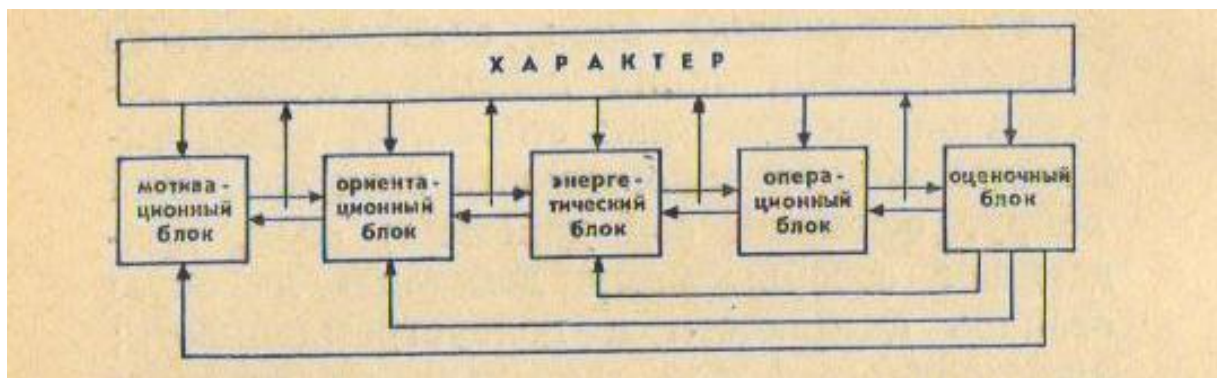 ХАРАКТЕР
мотива-
ционный
блок
ориента-
ционный
блок
энерге-
тический
блок
опера-
ционный
блок
оценочный
блок